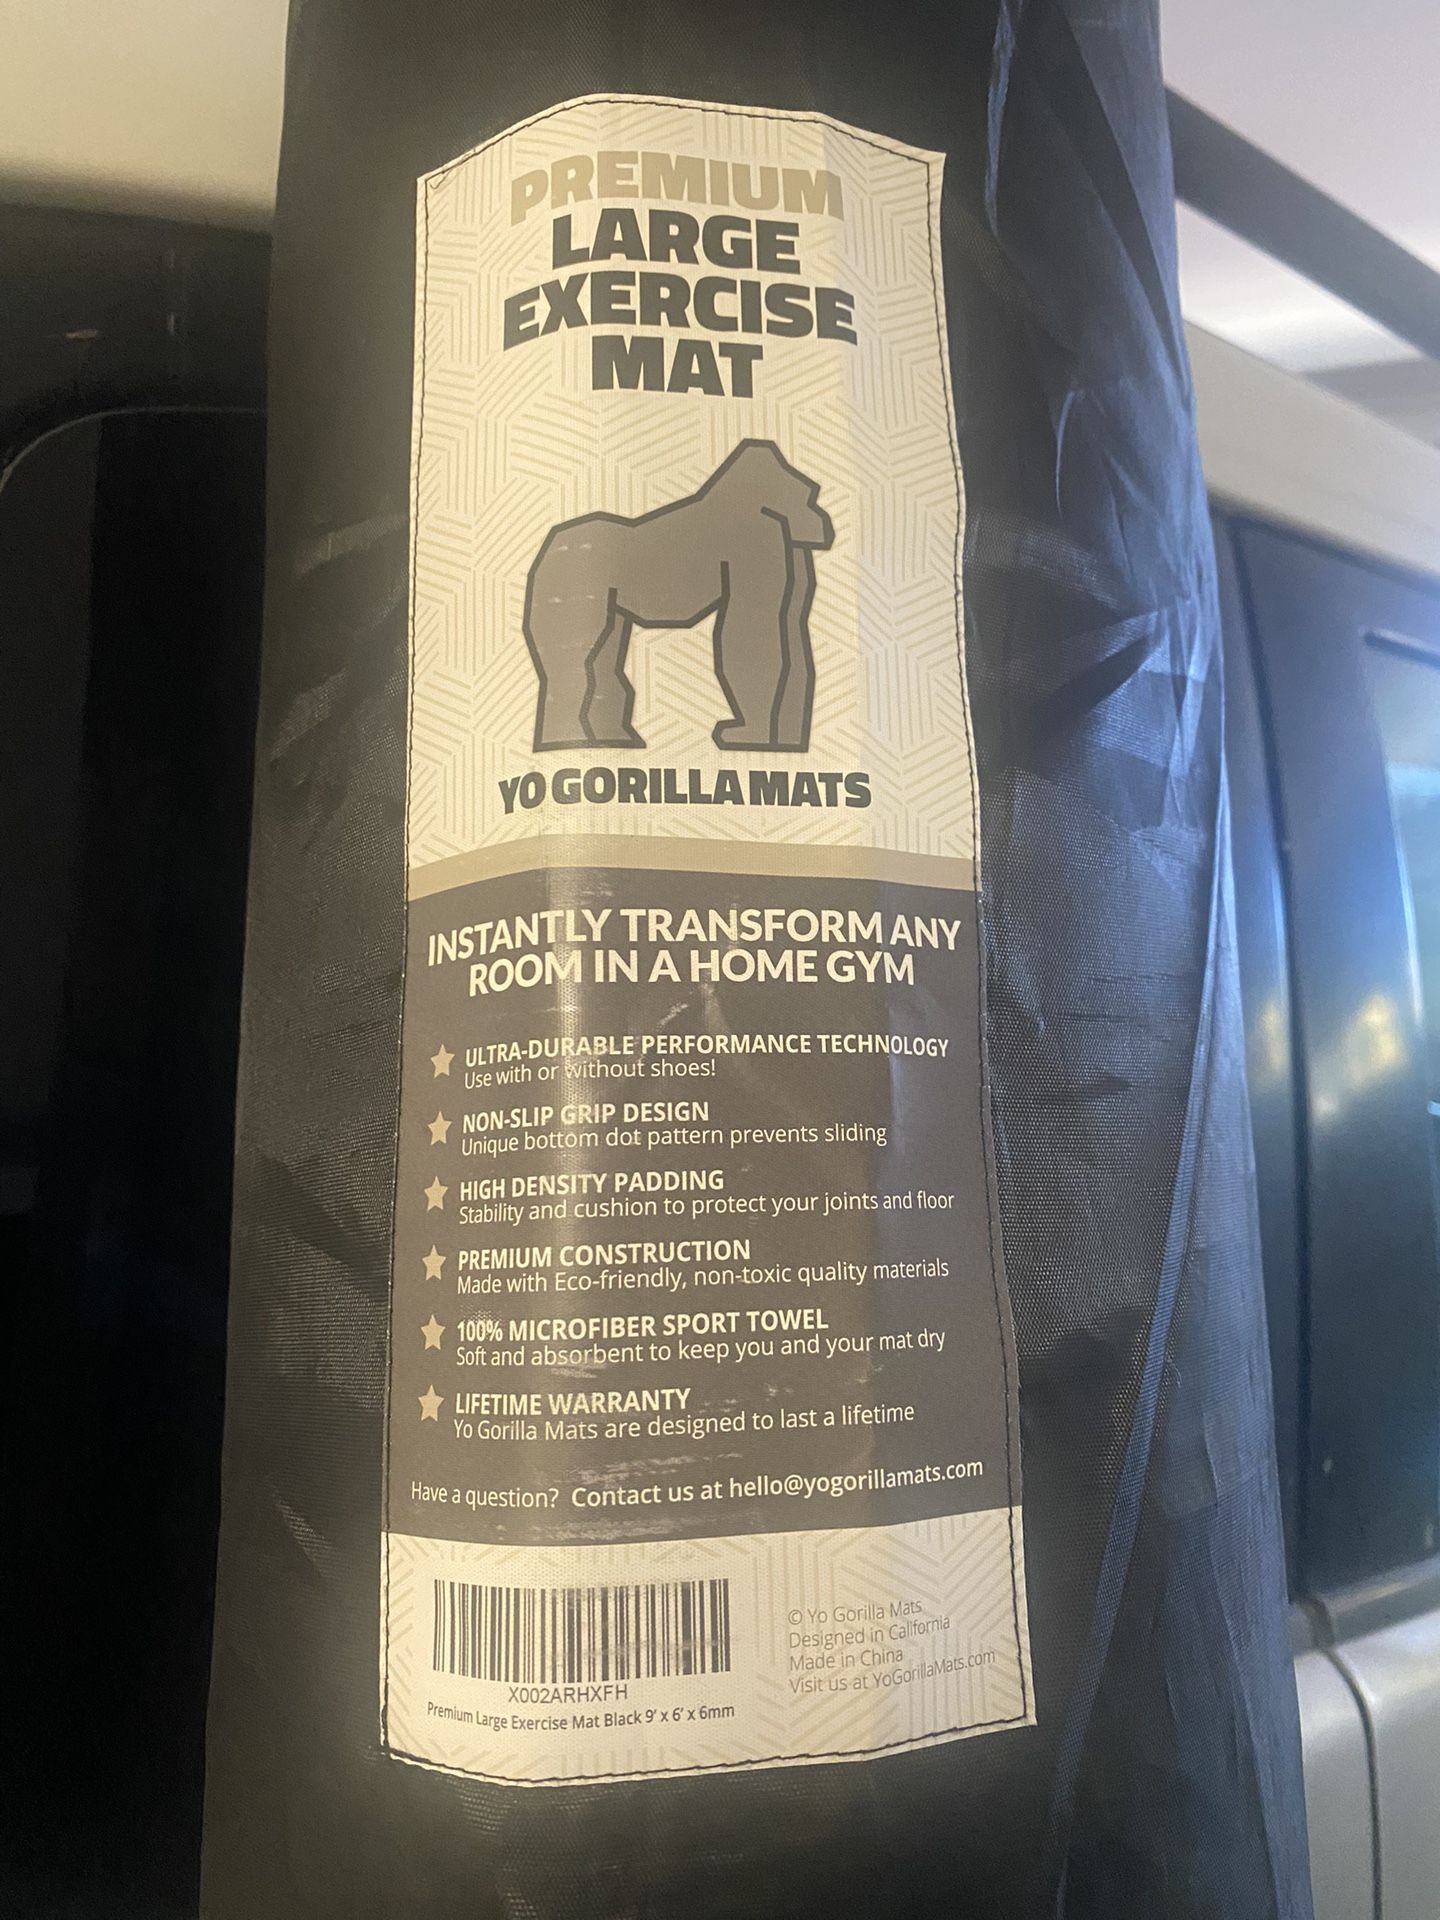 PREMIUM
LARGE
EXERCISE
MAT
YO GORILLA MATS
INSTANTLY TRANSFORM ANY
ROOM IN A HOME GYM
ULTRA-DURABLE PERFORMANCE TECHNOLOGY
Use with or without shoes!
NON-SLIP GRIP DESIGN
Unique bottom dot pattern prevents sliding
HIGH DENSITY PADDING
Stability and cushion to protect your joints and floor
PREMIUM CONSTRUCTION
Made with Eco-friendly, non-toxic quality materials
100% MICROFIBER SPORT TOWEL
Soft and absorbent to keep you and your mat dry
LIFETIME WARRANTY
Yo Gorilla Mats are designed to last a lifetime
Have a question? Contact us at hello@yogorillamats.com
X002ARHXFH
Premium Large Exercise Mat Black 9' x 6' x 6mm
© Yo Gorilla Mats
Designed in California
Made in China
Visit us at YoGorillaMats.com